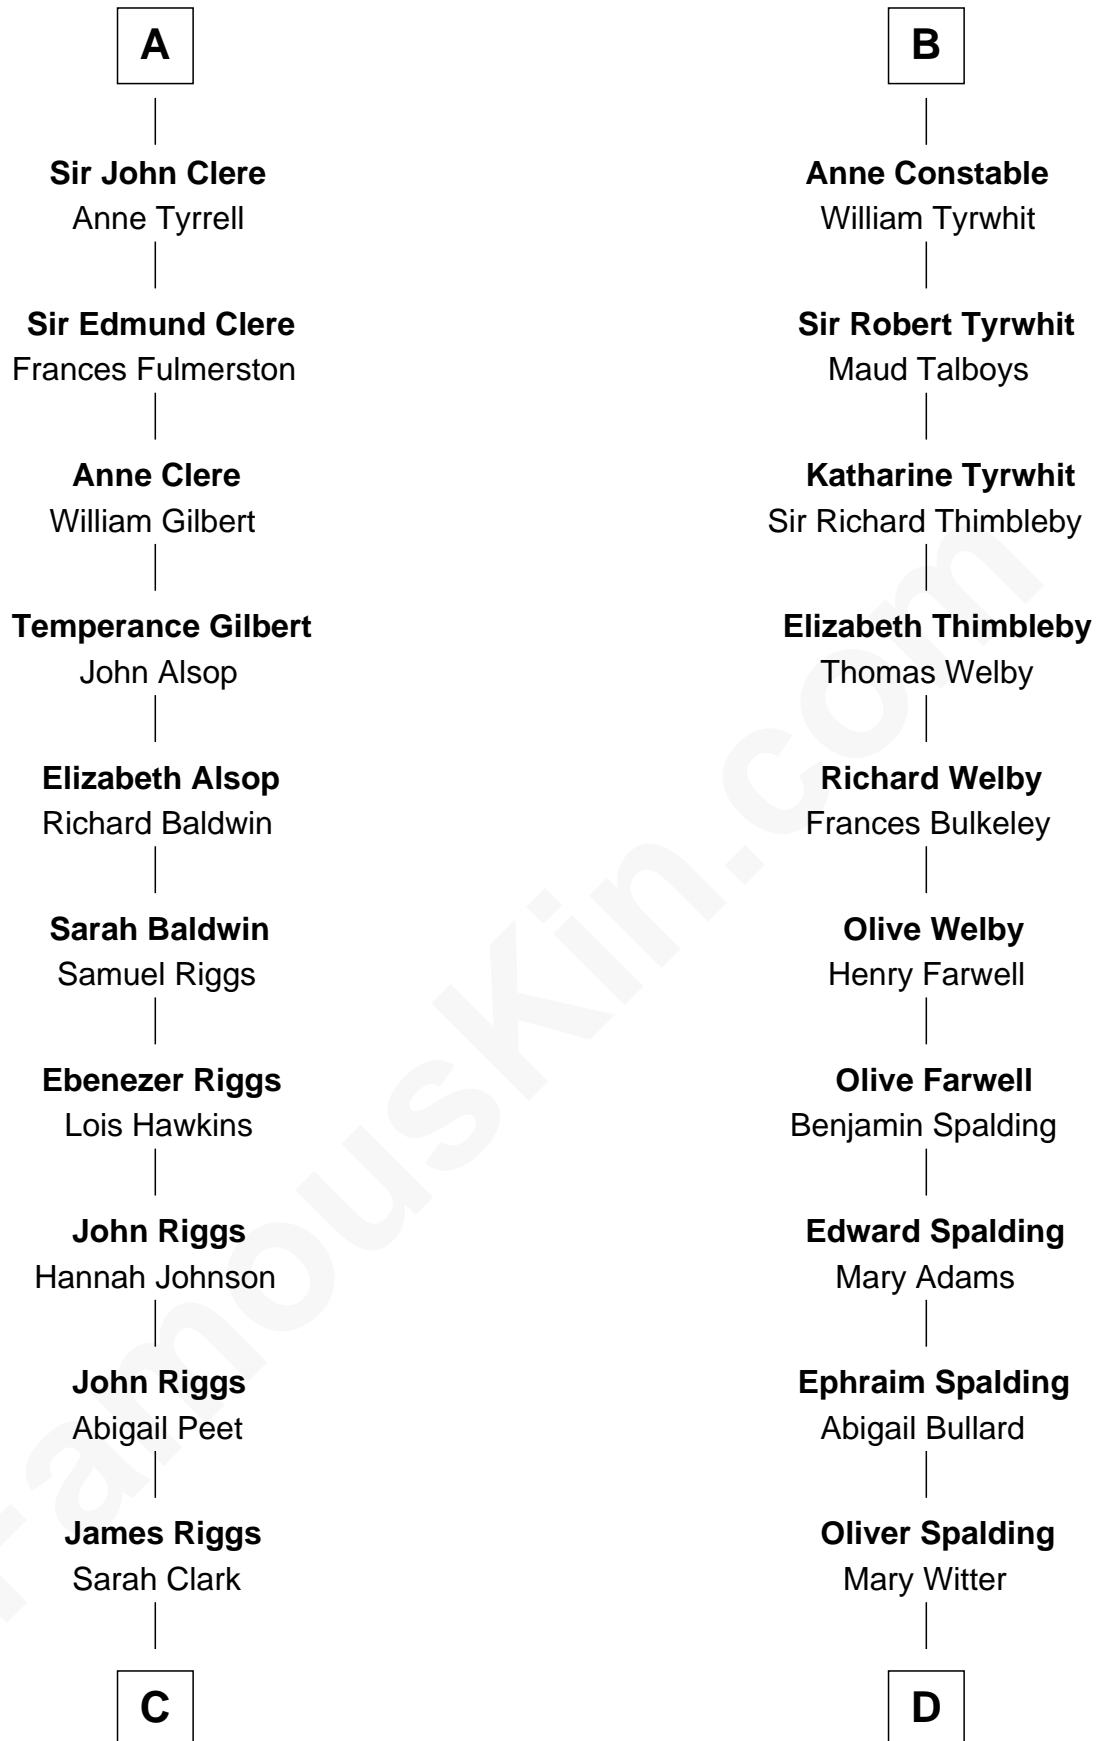 A
Sir John Clere
Anne Tyrrell
Sir Edmund Clere
Frances Fulmerston
Anne Clere
William Gilbert
Temperance Gilbert
John Alsop
Elizabeth Alsop
Richard Baldwin
Sarah Baldwin
Samuel Riggs
Ebenezer Riggs
Lois Hawkins
John Riggs
Hannah Johnson
John Riggs
Abigail Peet
James Riggs
Sarah Clark
C
B
Anne Constable
William Tyrwhit
Sir Robert Tyrwhit
Maud Talboys
Katharine Tyrwhit
Sir Richard Thimbleby
Elizabeth Thimbleby
Thomas Welby
Richard Welby
Frances Bulkeley
Olive Welby
Henry Farwell
Olive Farwell
Benjamin Spalding
Edward Spalding
Mary Adams
Ephraim Spalding
Abigail Bullard
Oliver Spalding
Mary Witter
D
FamousKin.com